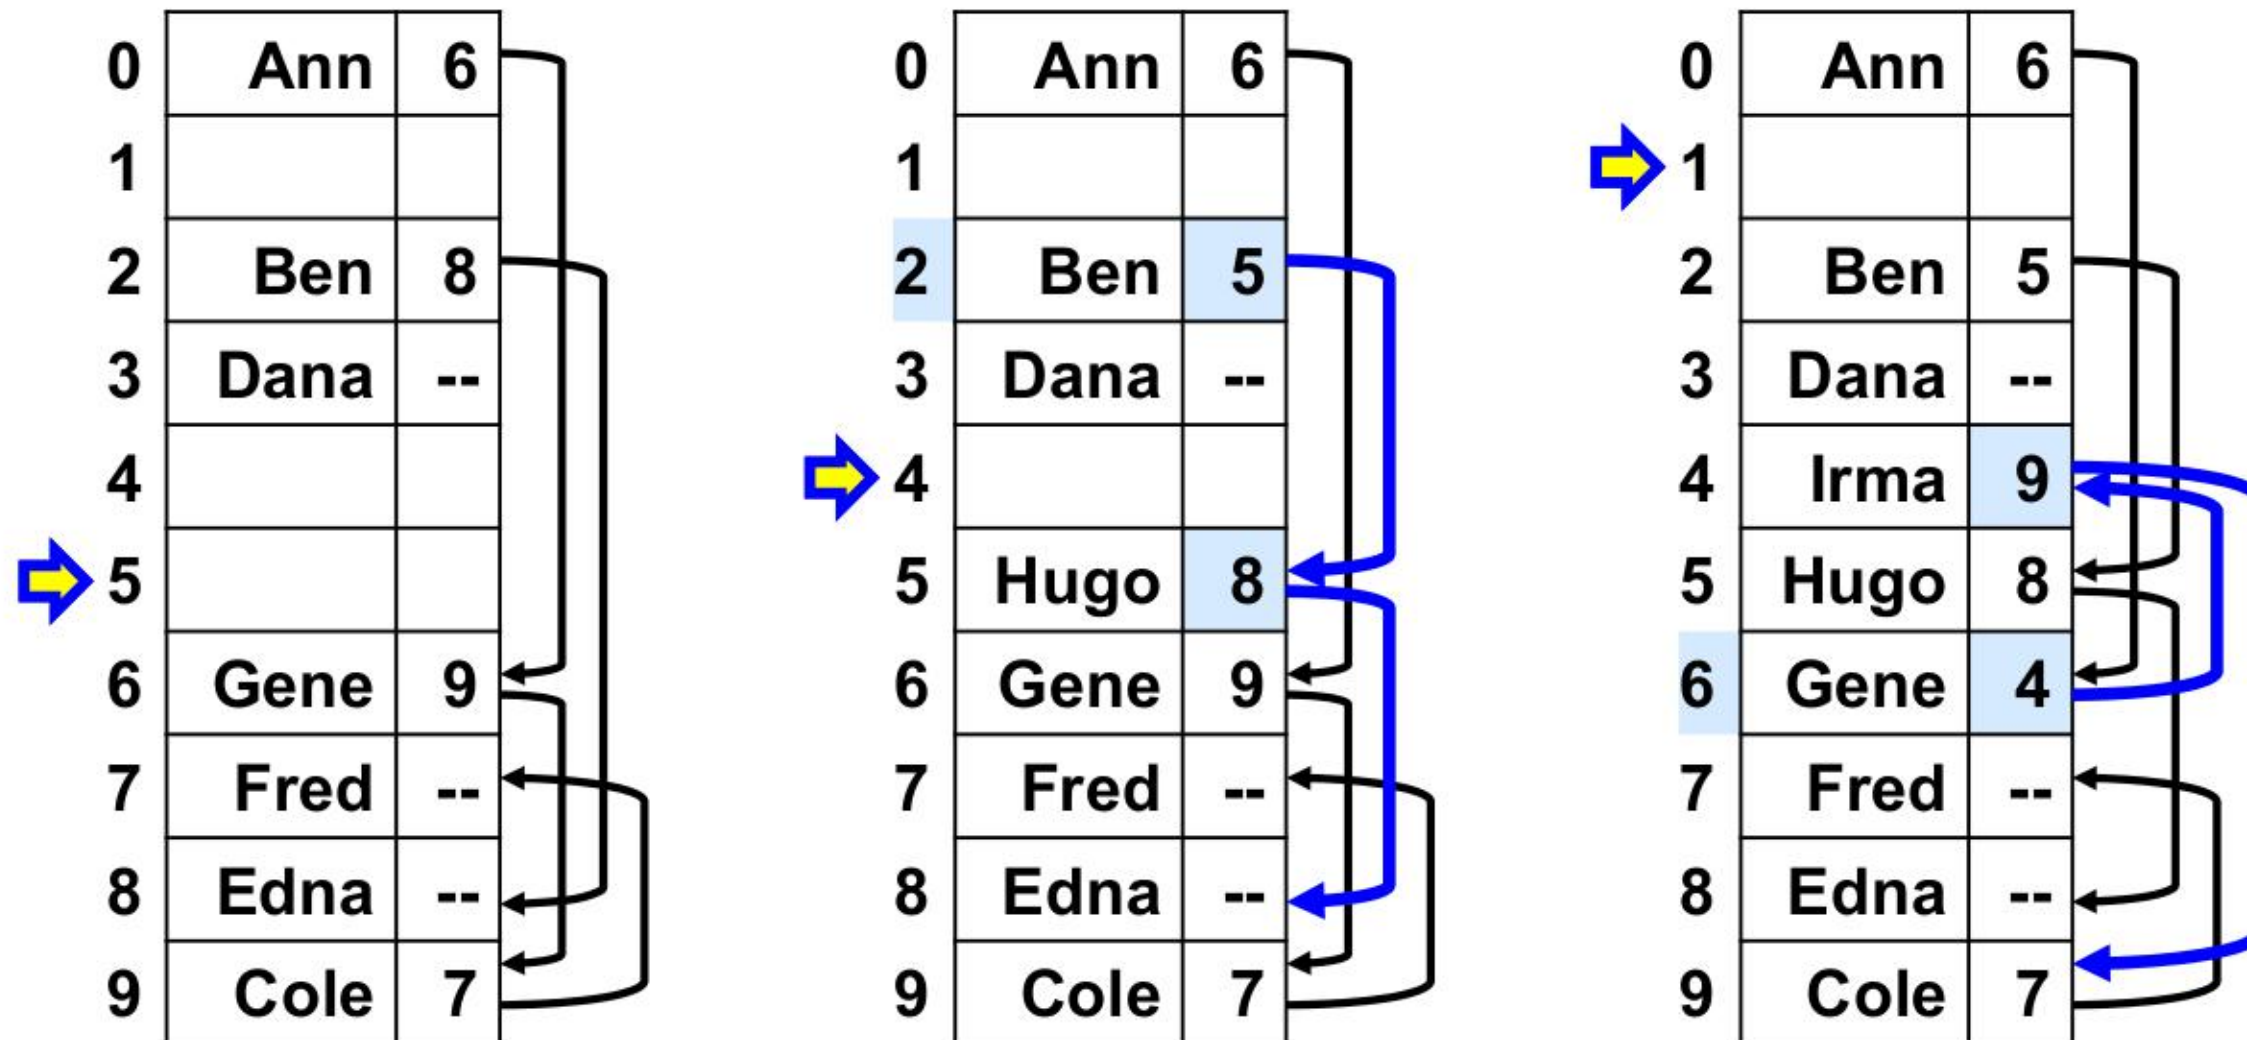 0 Ann 6
1
2 Ben 8
3 Dana --
4
5
6 Gene 9
7 Fred --
8 Edna --
9 Cole 7
0 Ann 6
1
2 Ben 5
3 Dana --
4
5 Hugo 8
6 Gene 9
7 Fred --
8 Edna --
9 Cole 7
0 Ann 6
1
2 Ben 5
3 Dana --
4 Irma 9
5 Hugo 8
6 Gene 4
7 Fred --
8 Edna --
9 Cole 7